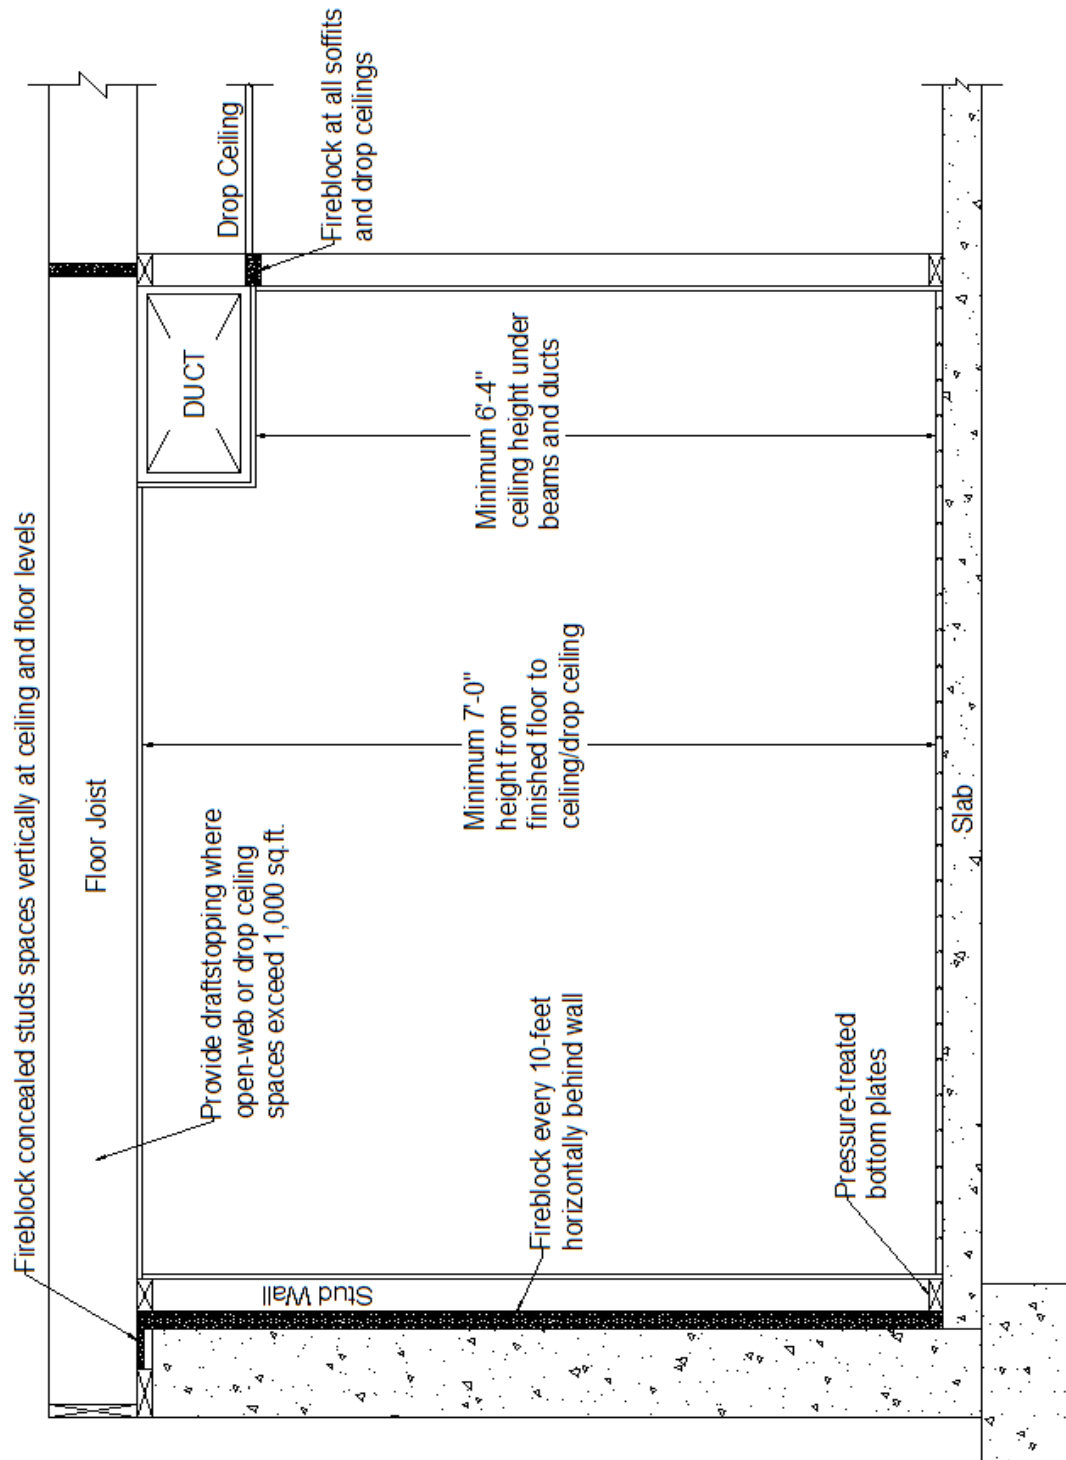 Fireblock concealed studs spaces vertically at ceiling and floor levels
Floor Joist
Provide draftstopping where
open-web or drop ceiling
spaces exceed 1,000 sq.ft.
DUCT
Drop Ceiling
Fireblock at all soffits
and drop ceilings
Stud Wall
Fireblock every 10-feet
horizontally behind wall
Minimum 7'-0"
height from
finished floor to
ceiling/drop ceiling
Minimum 6'-4"
ceiling height under
beams and ducts
Pressure-treated
bottom plates
Slab